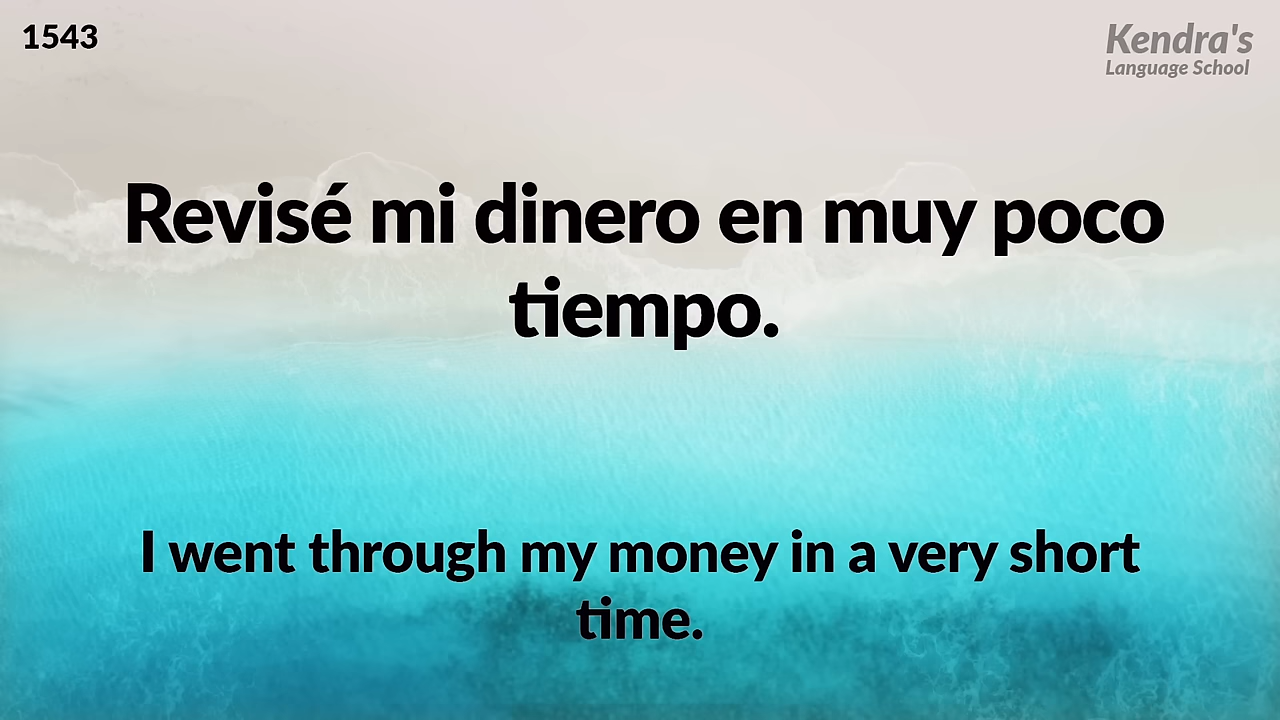 1543
Kendra's
Language School
Revisé mi dinero en muy poco
tiempo.
I went through my money in a very short
time.